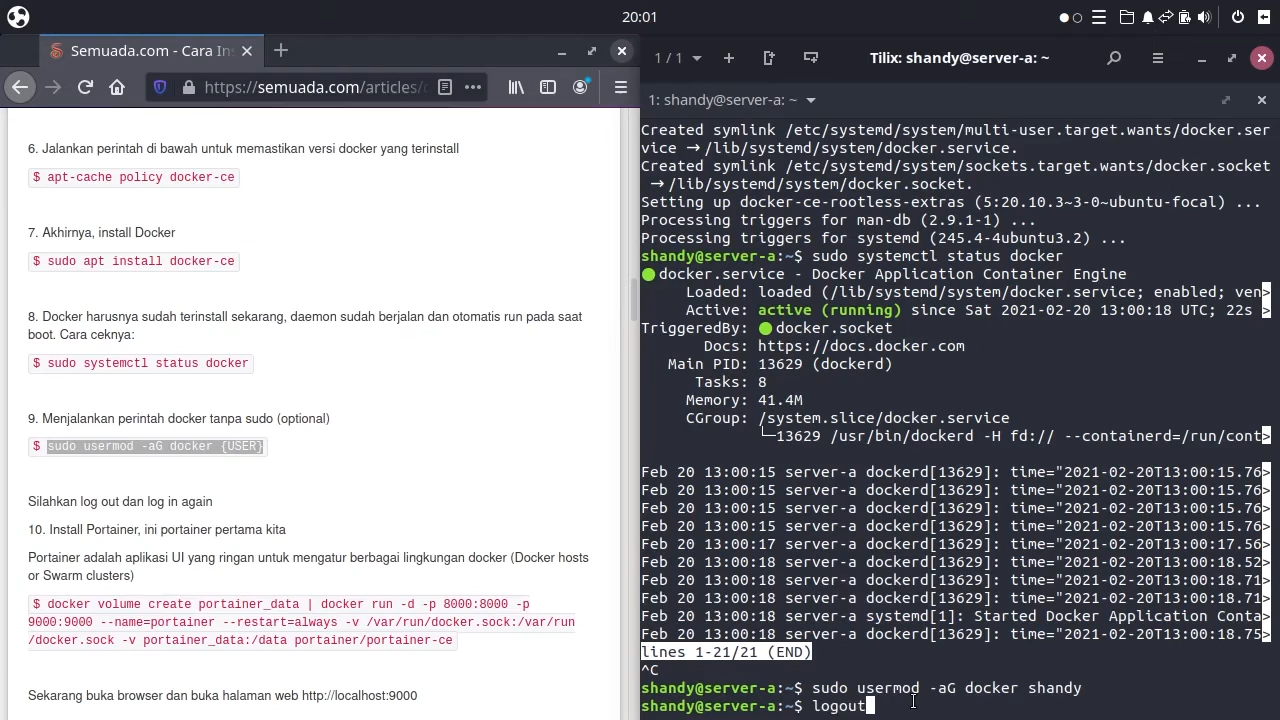 20:01
Semuada.com - Cara In
https://semuada.com/articles/
6. Jalankan perintah di bawah untuk memastikan versi docker yang terinstall
$ apt-cache policy docker-ce
7. Akhirnya, install Docker
$ sudo apt install docker-ce
8. Docker harusnya sudah terinstall sekarang, daemon sudah berjalan dan otomatis run pada saat
boot. Cara ceknya:
$ sudo systemctl status docker
9. Menjalankan perintah docker tanpa sudo (optional)
$ sudo usermod -aG docker {USER}
Silahkan log out dan log in again
10. Install Portainer, ini portainer pertama kita
Portainer adalah aplikasi UI yang ringan untuk mengatur berbagai lingkungan docker (Docker hosts
or Swarm clusters)
$ docker volume create portainer_data | docker run -d -p 8000:8000 -p
9000:9000 --name=portainer --restart=always -v /var/run/docker.sock:/var/run
/docker.sock -v portainer_data:/data portainer/portainer-ce
Sekarang buka browser dan buka halaman web http://localhost:9000
1 / 1
Tilix: shandy@server-a: ~
1: shandy@server-a: ~
Created symlink /etc/systemd/system/multi-user.target.wants/docker.ser
vice → /lib/systemd/system/docker.service.
Created symlink /etc/systemd/system/sockets.target.wants/docker.socket
→ /lib/systemd/system/docker.socket.
Setting up docker-ce-rootless-extras (5:20.10.3~3-0~ubuntu-focal) ...
Processing triggers for man-db (2.9.1-1) ...
Processing triggers for systemd (245.4-4ubuntu3.2) ...
shandy@server-a:~$ sudo systemctl status docker
● docker.service - Docker Application Container Engine
Loaded: loaded (/lib/systemd/system/docker.service; enabled; ven>
Active: active (running) since Sat 2021-02-20 13:00:18 UTC; 22s >
TriggeredBy: ● docker.socket
Docs: https://docs.docker.com
Main PID: 13629 (dockerd)
Tasks: 8
Memory: 41.4M
CGroup: /system.slice/docker.service
└─13629 /usr/bin/dockerd -H fd:// --containerd=/run/cont>
Feb 20 13:00:15 server-a dockerd[13629]: time="2021-02-20T13:00:15.76>
Feb 20 13:00:15 server-a dockerd[13629]: time="2021-02-20T13:00:15.76>
Feb 20 13:00:15 server-a dockerd[13629]: time="2021-02-20T13:00:15.76>
Feb 20 13:00:15 server-a dockerd[13629]: time="2021-02-20T13:00:15.76>
Feb 20 13:00:17 server-a dockerd[13629]: time="2021-02-20T13:00:17.56>
Feb 20 13:00:18 server-a dockerd[13629]: time="2021-02-20T13:00:18.52>
Feb 20 13:00:18 server-a dockerd[13629]: time="2021-02-20T13:00:18.71>
Feb 20 13:00:18 server-a dockerd[13629]: time="2021-02-20T13:00:18.71>
Feb 20 13:00:18 server-a systemd[1]: Started Docker Application Conta>
Feb 20 13:00:18 server-a dockerd[13629]: time="2021-02-20T13:00:18.75>
lines 1-21/21 (END)
^C
shandy@server-a:~$ sudo usermod -aG docker shandy
shandy@server-a:~$ logout